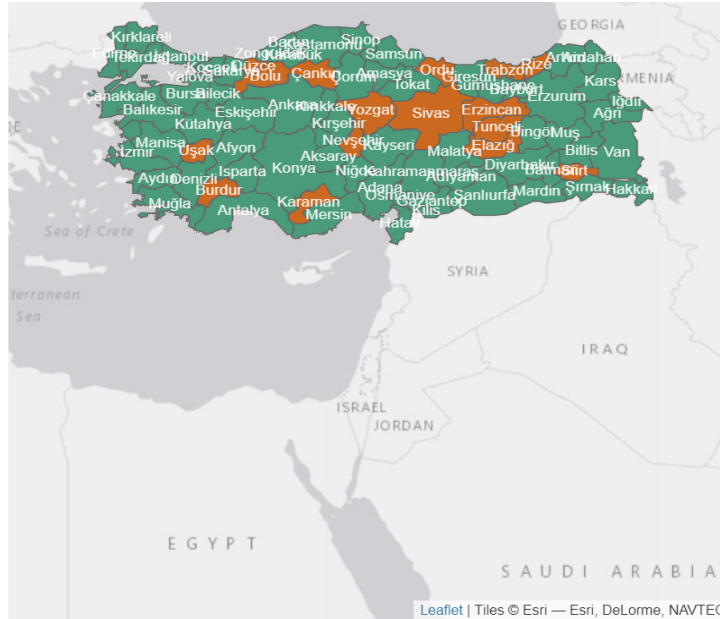 GEORGIA
Kırklareli
Bartın
Sinop
Edirne
Tekirdağ
İstanbul
Zonguldak
Kastamonu
Karabük
Samsun
Artvin
Ardahan
Kocaeli
Sakarya
Düzce
Ordu
Trabzon
Rize
Yalova
Bolu
Çankırı
Çorum
Amasya
Giresun
Gümüşhane
Kars
ARMENIA
Çanakkale
Bursa
Bilecik
Tokat
Bayburt
Erzurum
Iğdır
Balıkesir
Eskişehir
Ankara
Kırıkkale
Yozgat
Sivas
Erzincan
Ağrı
Kütahya
Kırşehir
Tunceli
Bingöl
Muş
Manisa
İzmir
Uşak
Afyon
Nevşehir
Kayseri
Malatya
Elazığ
Bitlis
Van
Aksaray
Aydın
Denizli
Isparta
Konya
Niğde
Kahramanmaraş
Diyarbakır
Batman
Siirt
Burdur
Adana
Adıyaman
Mardin
Şırnak
Hakkari
Muğla
Antalya
Karaman
Mersin
Osmaniye
Gaziantep
Şanlıurfa
Kilis
Hatay
Sea of Crete
SYRIA
Sea
IRAQ
ISRAEL
JORDAN
EGYPT
SAUDI ARABIA
Leaflet | Tiles © Esri — Esri, DeLorme, NAVTEQ